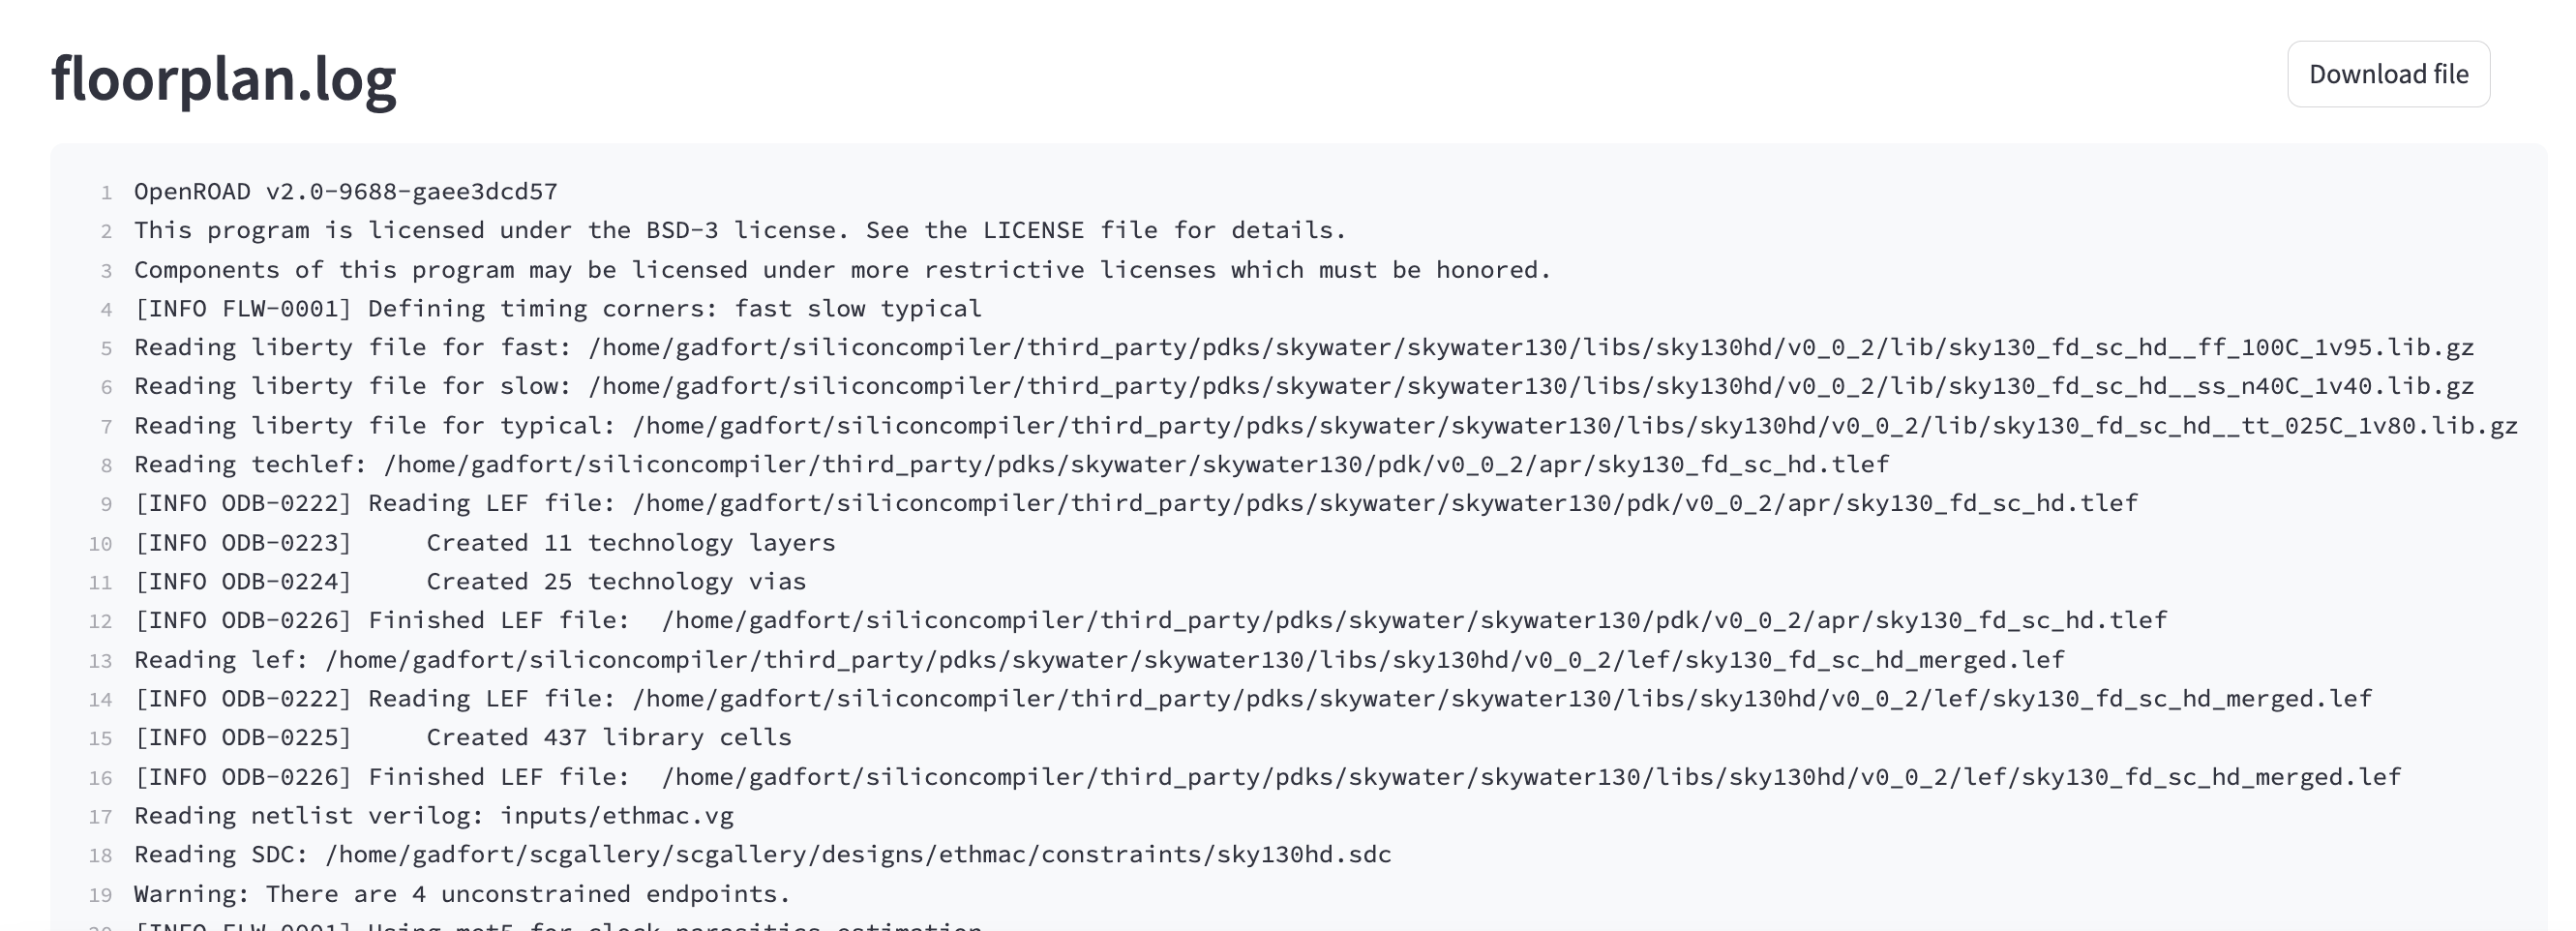 floorplan.log
Download file
1 OpenROAD v2.0-9688-gaee3dcd57
2 This program is licensed under the BSD-3 license. See the LICENSE file for details.
3 Components of this program may be licensed under more restrictive licenses which must be honored.
4 [INFO FLW-0001] Defining timing corners: fast slow typical
5 Reading liberty file for fast: /home/gadfort/siliconcompiler/third_party/pdks/skywater/skywater130/libs/sky130hd/v0_0_2/lib/sky130_fd_sc_hd__ff_100C_1v95.lib.gz
6 Reading liberty file for slow: /home/gadfort/siliconcompiler/third_party/pdks/skywater/skywater130/libs/sky130hd/v0_0_2/lib/sky130_fd_sc_hd__ss_n40C_1v40.lib.gz
7 Reading liberty file for typical: /home/gadfort/siliconcompiler/third_party/pdks/skywater/skywater130/libs/sky130hd/v0_0_2/lib/sky130_fd_sc_hd__tt_025C_1v80.lib.gz
8 Reading techlef: /home/gadfort/siliconcompiler/third_party/pdks/skywater/skywater130/pdk/v0_0_2/apr/sky130_fd_sc_hd.tlef
9 [INFO ODB-0222] Reading LEF file: /home/gadfort/siliconcompiler/third_party/pdks/skywater/skywater130/pdk/v0_0_2/apr/sky130_fd_sc_hd.tlef
10 [INFO ODB-0223]     Created 11 technology layers
11 [INFO ODB-0224]     Created 25 technology vias
12 [INFO ODB-0226] Finished LEF file:  /home/gadfort/siliconcompiler/third_party/pdks/skywater/skywater130/pdk/v0_0_2/apr/sky130_fd_sc_hd.tlef
13 Reading lef: /home/gadfort/siliconcompiler/third_party/pdks/skywater/skywater130/libs/sky130hd/v0_0_2/lef/sky130_fd_sc_hd_merged.lef
14 [INFO ODB-0222] Reading LEF file: /home/gadfort/siliconcompiler/third_party/pdks/skywater/skywater130/libs/sky130hd/v0_0_2/lef/sky130_fd_sc_hd_merged.lef
15 [INFO ODB-0225]     Created 437 library cells
16 [INFO ODB-0226] Finished LEF file:  /home/gadfort/siliconcompiler/third_party/pdks/skywater/skywater130/libs/sky130hd/v0_0_2/lef/sky130_fd_sc_hd_merged.lef
17 Reading netlist verilog: inputs/ethmac.vg
18 Reading SDC: /home/gadfort/scgallery/scgallery/designs/ethmac/constraints/sky130hd.sdc
19 Warning: There are 4 unconstrained endpoints.
20 [INFO FLW-0001] Using met5 for clock parasitics estimation